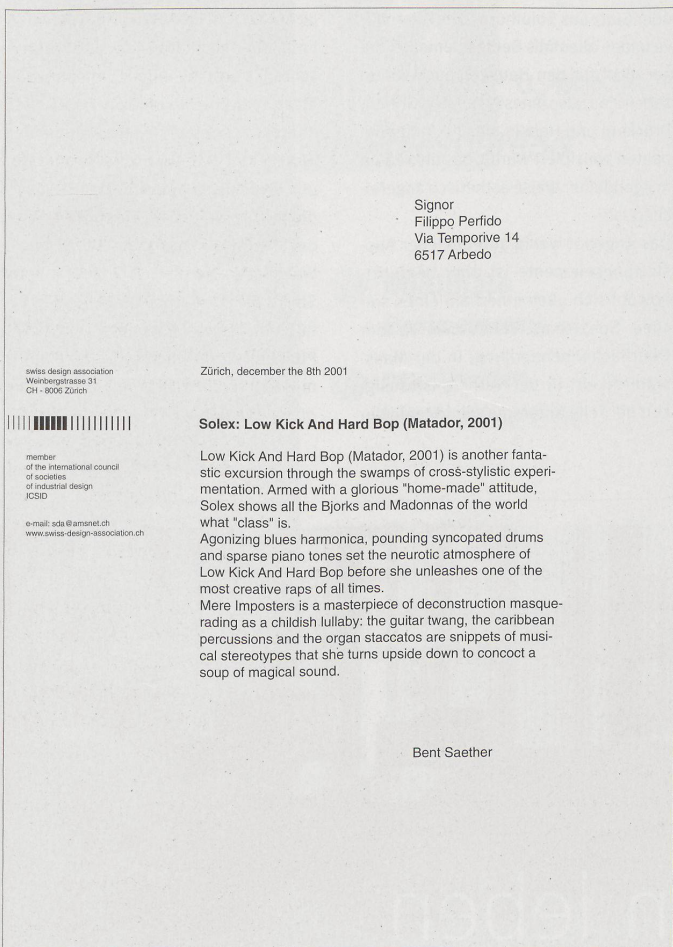 Signor
Filippo Perfido
Via Temporive 14
6517 Arbedo
swiss design association
Weinbergstrasse 31
CH - 8006 Zürich
member
of the international council
of societies
of industrial design
ICSID
e-mail: sda@amsnet.ch
www.swiss-design-association.ch
Zürich, december the 8th 2001
Solex: Low Kick And Hard Bop (Matador, 2001)
Low Kick And Hard Bop (Matador, 2001) is another fanta-
stic excursion through the swamps of cross-stylistic experi-
mentation. Armed with a glorious "home-made" attitude,
Solex shows all the Bjorks and Madonnas of the world
what "class" is.
Agonizing blues harmonica, pounding syncopated drums
and sparse piano tones set the neurotic atmosphere of
Low Kick And Hard Bop before she unleashes one of the
most creative raps of all times.
Mere Imposters is a masterpiece of deconstruction masque-
rading as a childish lullaby: the guitar twang, the caribbean
percussions and the organ staccatos are snippets of musi-
cal stereotypes that she turns upside down to concoct a
soup of magical sound.
Bent Saether